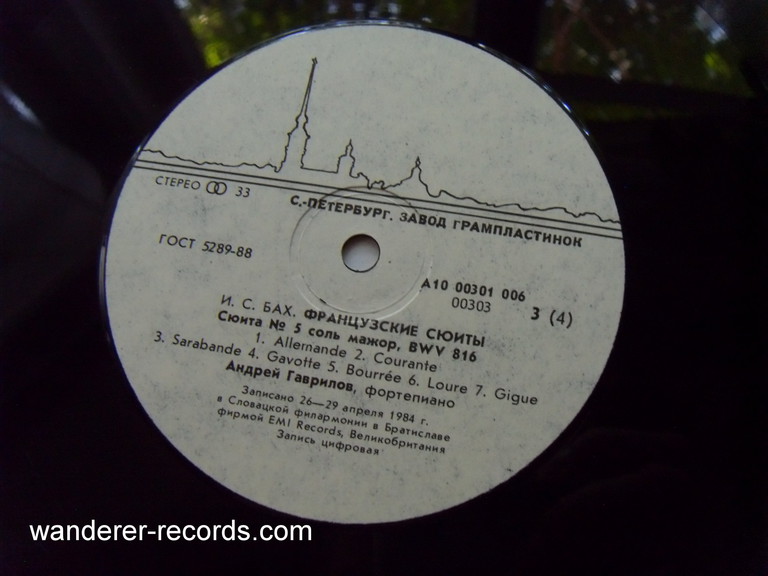 СТЕРЕО 33
С.-ПЕТЕРБУРГ. ЗАВОД ГРАМПЛАСТИНОК
ГОСТ 5289-88
А10 00301 006
00303
3 (4)
И. С. БАХ. ФРАНЦУЗСКИЕ СЮИТЫ
Сюита № 5 соль мажор, BWV 816
1. Allemande 2. Courante
3. Sarabande 4. Gavotte 5. Bourrée 6. Loure 7. Gigue
Андрей Гаврилов, фортепиано
Записано 26—29 апреля 1984 г.
в Словацкой филармонии в Братиславе
фирмой EMI Records, Великобритания
Запись цифровая
wanderer-records.com